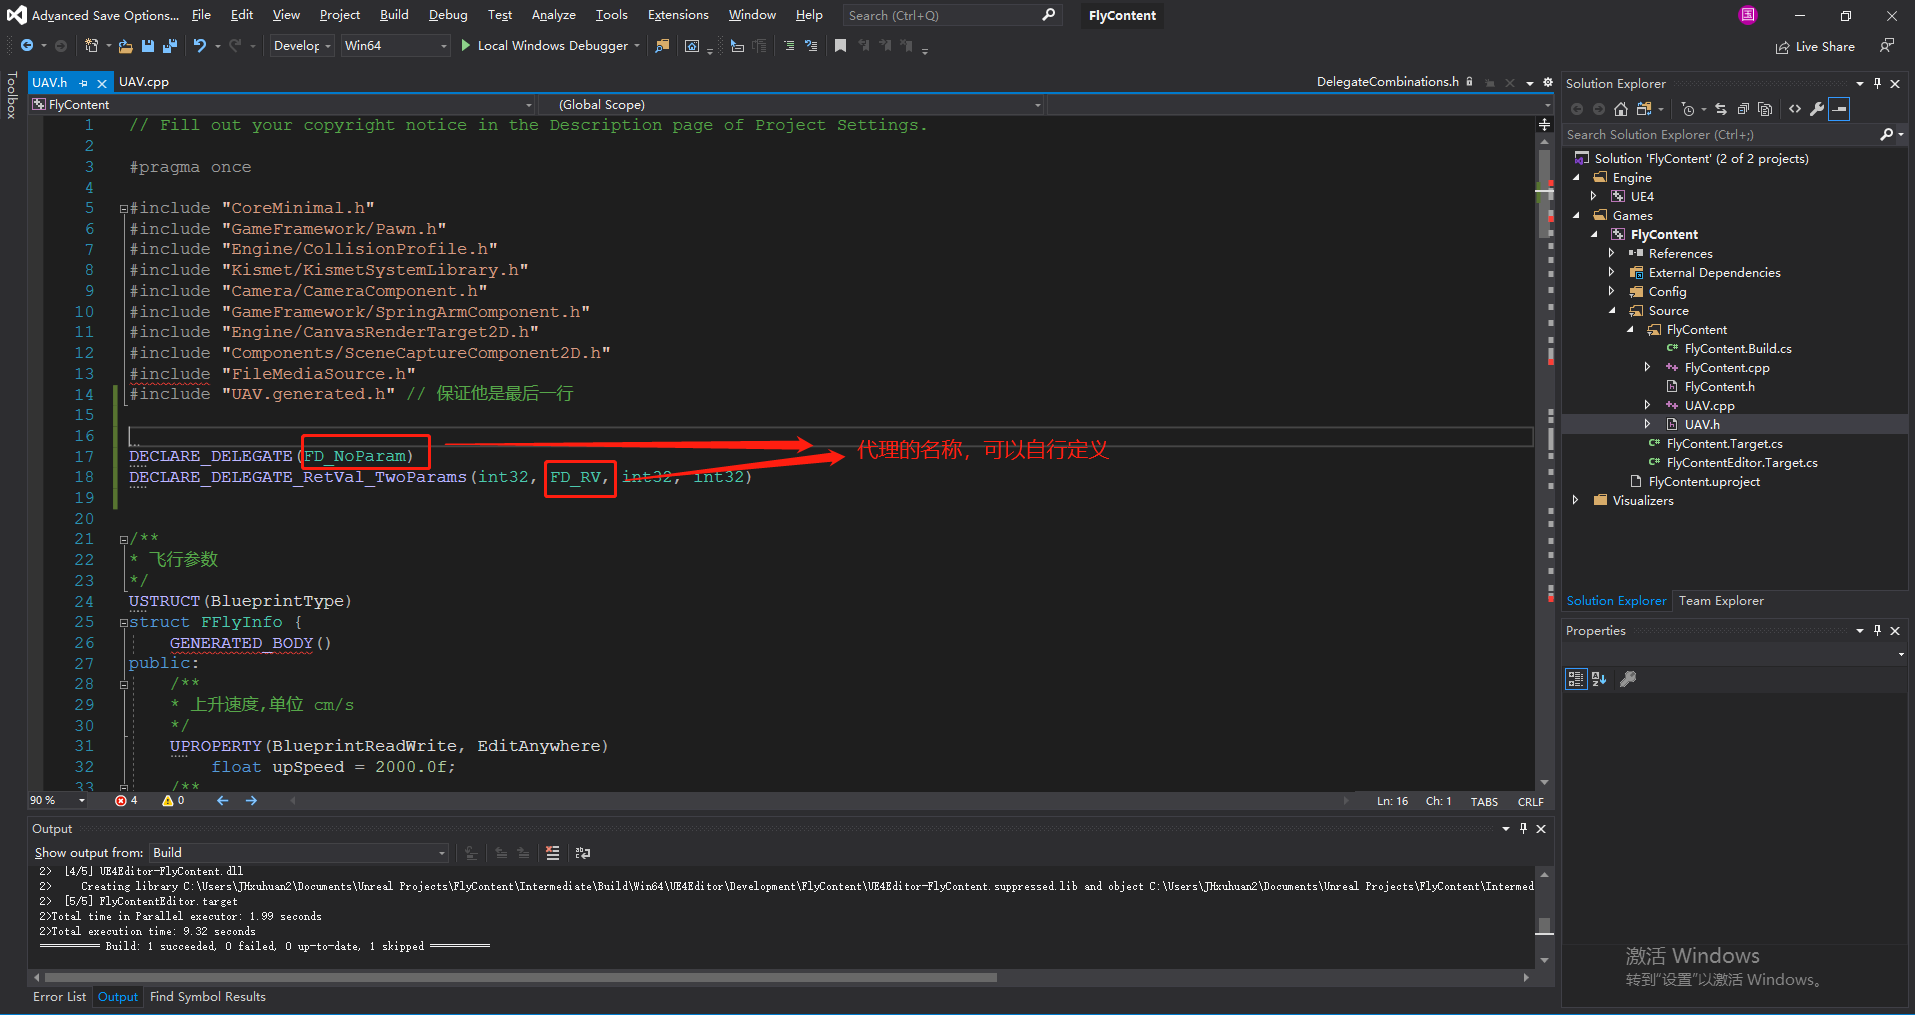 Advanced Save Options... File Edit View Project Build Debug Test Analyze Tools Extensions Window Help Search (Ctrl+Q) FlyContent 国
Develop Win64 Local Windows Debugger Live Share
Toolbox
UAV.h UAV.cpp DelegateCombinations.h
FlyContent (Global Scope)
1 // Fill out your copyright notice in the Description page of Project Settings.
2
3 #pragma once
4
5 #include "CoreMinimal.h"
6 #include "GameFramework/Pawn.h"
7 #include "Engine/CollisionProfile.h"
8 #include "Kismet/KismetSystemLibrary.h"
9 #include "Camera/CameraComponent.h"
10 #include "GameFramework/SpringArmComponent.h"
11 #include "Engine/CanvasRenderTarget2D.h"
12 #include "Components/SceneCaptureComponent2D.h"
13 #include "FileMediaSource.h"
14 #include "UAV.generated.h" // 保证他是最后一行
15
16
17 DECLARE_DELEGATE(FD_NoParam)
代理的名称，可以自行定义
18 DECLARE_DELEGATE_RetVal_TwoParams(int32, FD_RV, int32, int32)
19
20
21 /**
22 * 飞行参数
23 */
24 USTRUCT(BlueprintType)
25 struct FFlyInfo {
26 GENERATED_BODY()
27 public:
28 /**
29 * 上升速度,单位 cm/s
30 */
31 UPROPERTY(BlueprintReadWrite, EditAnywhere)
32 float upSpeed = 2000.0f;
33 /**
90 % 4 0 Ln: 16 Ch: 1 TABS CRLF
Output
Show output from: Build
2> [4/5] UE4Editor-FlyContent.dll
2> Creating library C:\Users\JHxuhuan2\Documents\Unreal Projects\FlyContent\Intermediate\Build\Win64\UE4Editor\Development\FlyContent\UE4Editor-FlyContent.suppressed.lib and object C:\Users\JHxuhuan2\Documents\Unreal Projects\FlyContent\Intermed
2> [5/5] FlyContentEditor.target
2>Total time in Parallel executor: 1.99 seconds
2>Total execution time: 9.32 seconds
========== Build: 1 succeeded, 0 failed, 0 up-to-date, 1 skipped ==========
Error List Output Find Symbol Results
Solution Explorer
Search Solution Explorer (Ctrl+;)
Solution 'FlyContent' (2 of 2 projects)
Engine
UE4
Games
FlyContent
References
External Dependencies
Config
Source
FlyContent
FlyContent.Build.cs
FlyContent.cpp
FlyContent.h
UAV.cpp
UAV.h
FlyContent.Target.cs
FlyContentEditor.Target.cs
FlyContent.uproject
Visualizers
Solution Explorer Team Explorer
Properties
激活 Windows
转到"设置"以激活 Windows。